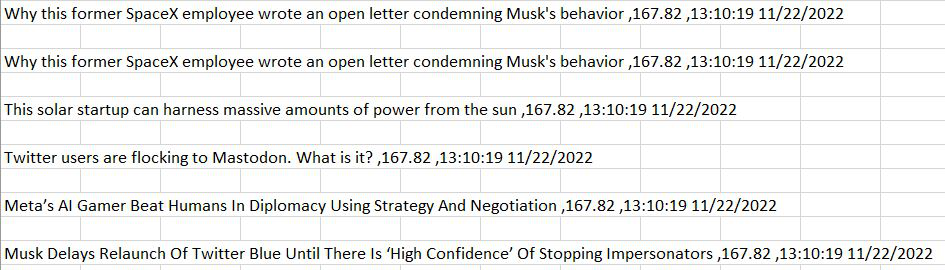 Why this former SpaceX employee wrote an open letter condemning Musk's behavior ,167.82 ,13:10:19 11/22/2022
Why this former SpaceX employee wrote an open letter condemning Musk's behavior ,167.82 ,13:10:19 11/22/2022
This solar startup can harness massive amounts of power from the sun ,167.82 ,13:10:19 11/22/2022
Twitter users are flocking to Mastodon. What is it? ,167.82 ,13:10:19 11/22/2022
Meta’s AI Gamer Beat Humans In Diplomacy Using Strategy And Negotiation ,167.82 ,13:10:19 11/22/2022
Musk Delays Relaunch Of Twitter Blue Until There Is ‘High Confidence’ Of Stopping Impersonators ,167.82 ,13:10:19 11/22/2022